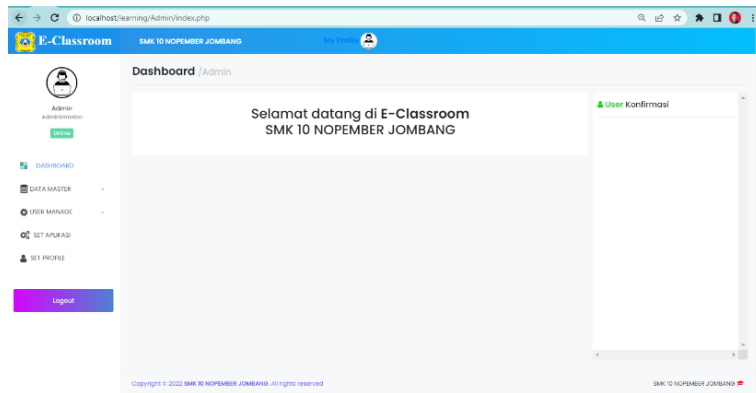 localhost/learning/Admin/index.php
E-Classroom
SMK 10 NOPEMBER JOMBANG
My Profile
Admin
Administrasion
Online
DASHBOARD
DATA MASTER
USER MANAGE
SET APLIKASI
SET PROFILE
Logout
Dashboard /Admin
Selamat datang di E-Classroom
SMK 10 NOPEMBER JOMBANG
User Konfirmasi
Copyright © 2022 SMK 10 NOPEMBER JOMBANG. All rights reserved
SMK 10 NOPEMBER JOMBANG